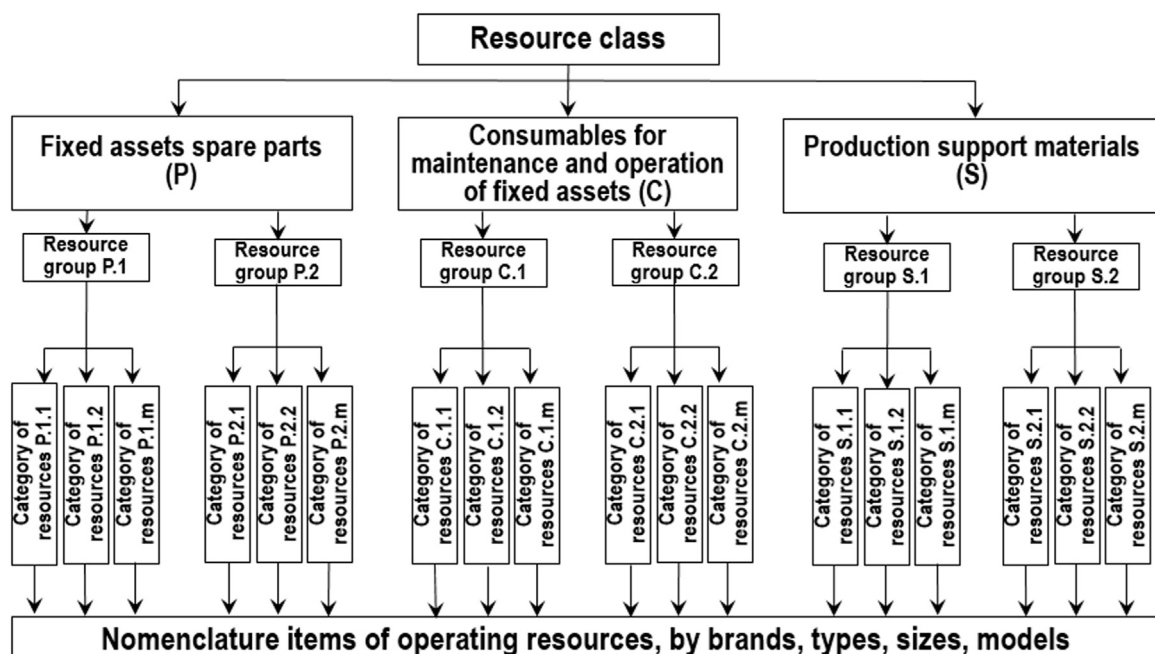 Resource class
Fixed assets spare parts
(P)
Consumables for
maintenance and operation
of fixed assets (C)
Production support materials
(S)
Resource
group P.1
Resource
group P.2
Resource
group C.1
Resource
group C.2
Resource
group S.1
Resource
group S.2
Category of
resources P.1.1
Category of
resources P.1.2
Category of
resources P.1.m
Category of
resources P.2.1
Category of
resources P.2.2
Category of
resources P.2.m
Category of
resources C.1.1
Category of
resources C.1.2
Category of
resources C.1.m
Category of
resources C.2.1
Category of
resources C.2.2
Category of
resources C.2.m
Category of
resources S.1.1
Category of
resources S.1.2
Category of
resources S.1.m
Category of
resources S.2.1
Category of
resources S.2.2
Category of
resources S.2.m
Nomenclature items of operating resources, by brands, types, sizes, models